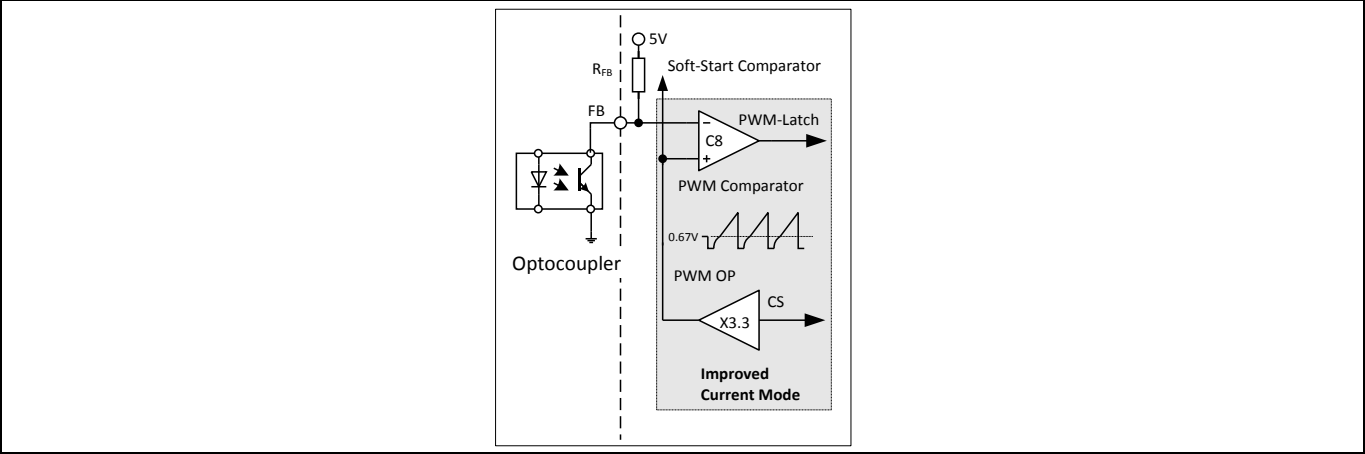 5V
R_FB
Soft-Start Comparator
FB
−
PWM-Latch
C8
+
PWM Comparator
0.67V
Optocoupler
PWM OP
CS
X3.3
Improved
Current Mode